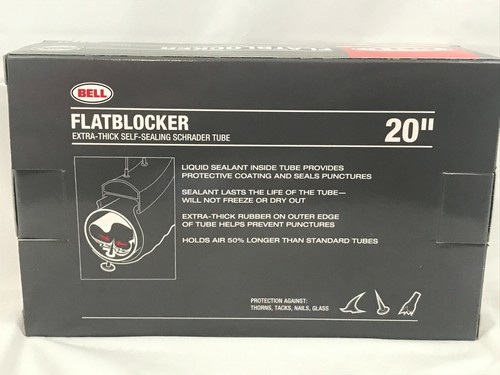 FLATBLOCKER
BELL
FLATBLOCKER
EXTRA-THICK SELF-SEALING SCHRADER TUBE
20"
LIQUID SEALANT INSIDE TUBE PROVIDES
PROTECTIVE COATING AND SEALS PUNCTURES
SEALANT LASTS THE LIFE OF THE TUBE—
WILL NOT FREEZE OR DRY OUT
EXTRA-THICK RUBBER ON OUTER EDGE
OF TUBE HELPS PREVENT PUNCTURES
HOLDS AIR 50% LONGER THAN STANDARD TUBES
PROTECTION AGAINST:
THORNS, TACKS, NAILS, GLASS